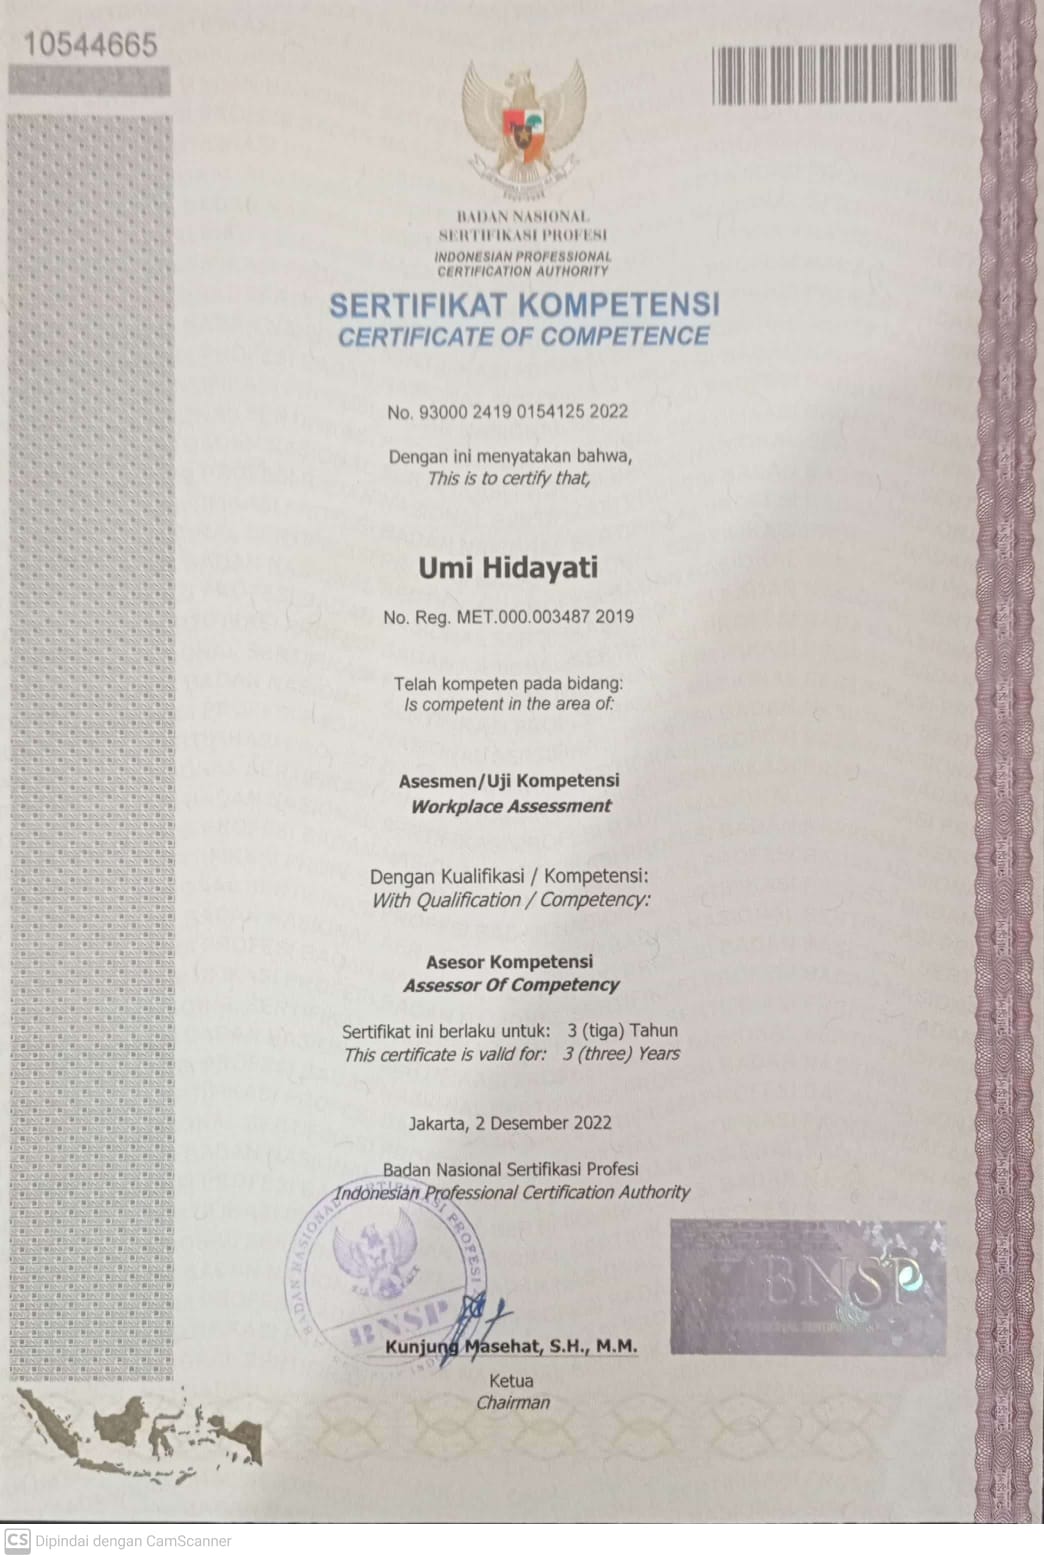 10544665
BADAN NASIONAL
SERTIFIKASI PROFESI
INDONESIAN PROFESSIONAL
CERTIFICATION AUTHORITY
SERTIFIKAT KOMPETENSI
CERTIFICATE OF COMPETENCE
No. 93000 2419 0154125 2022
Dengan ini menyatakan bahwa,
This is to certify that,
Umi Hidayati
No. Reg. MET.000.003487 2019
Telah kompeten pada bidang:
Is competent in the area of:
Asesmen/Uji Kompetensi
Workplace Assessment
Dengan Kualifikasi / Kompetensi:
With Qualification / Competency:
Asesor Kompetensi
Assessor Of Competency
Sertifikat ini berlaku untuk: 3 (tiga) Tahun
This certificate is valid for: 3 (three) Years
Jakarta, 2 Desember 2022
Badan Nasional Sertifikasi Profesi
Indonesian Professional Certification Authority
BADAN NASIONAL SERTIFIKASI PROFESI
BNSP
BNSP
Kunjung Masehat, S.H., M.M.
Ketua
Chairman
CS Dipindai dengan CamScanner